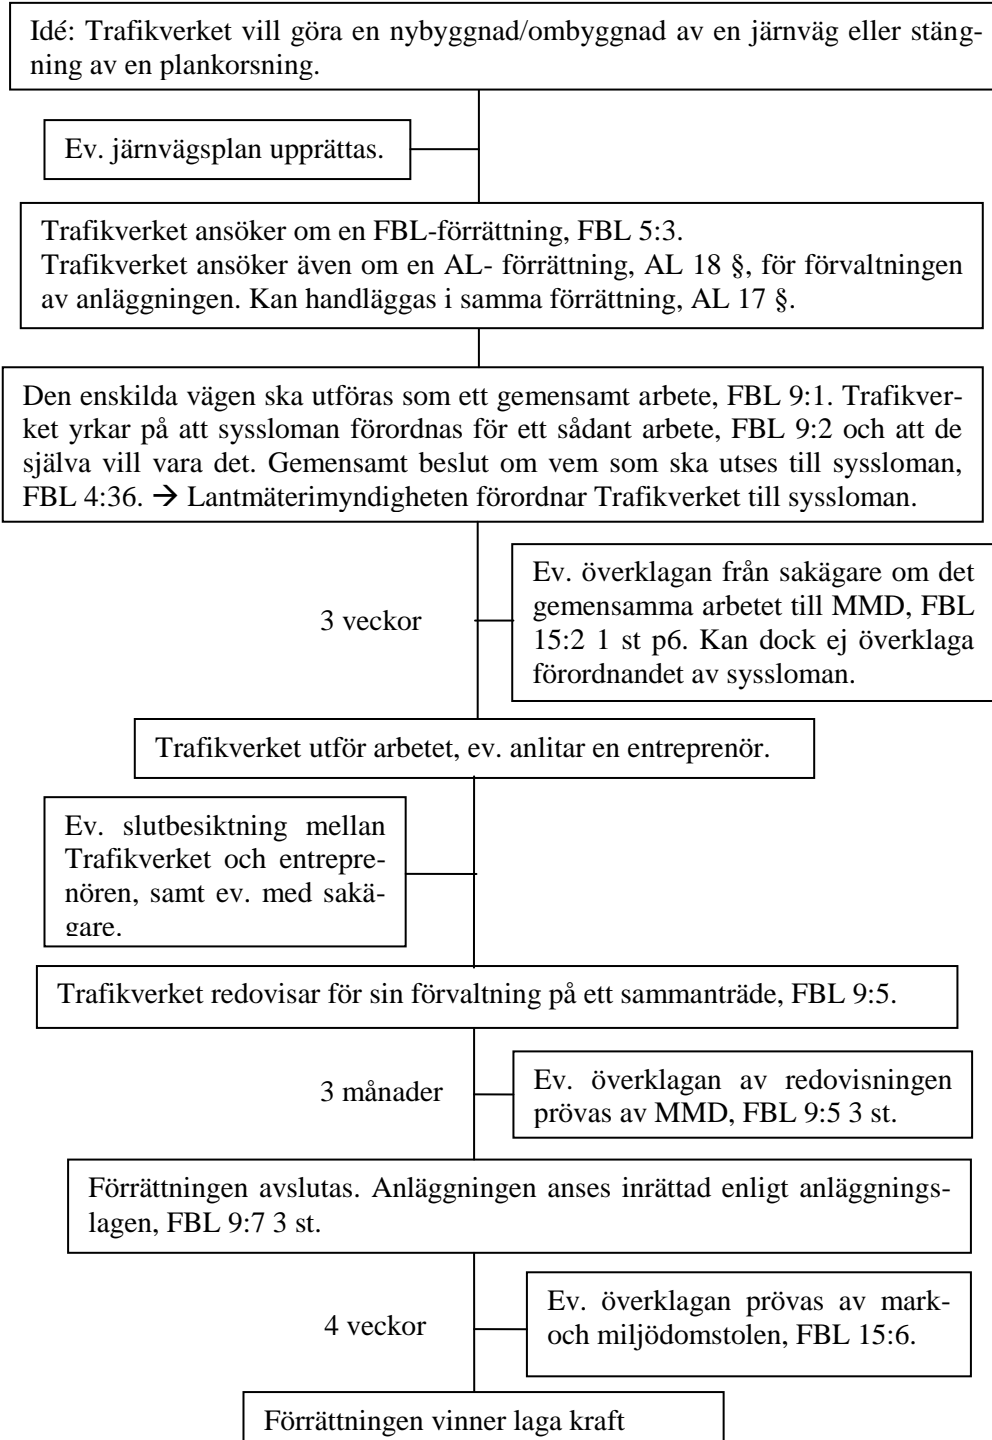 Idé: Trafikverket vill göra en nybyggnad/ombyggnad av en järnväg eller stäng-
ning av en plankorsning.
Ev. järnvägsplan upprättas.
Trafikverket ansöker om en FBL-förrättning, FBL 5:3.
Trafikverket ansöker även om en AL- förrättning, AL 18 §, för förvaltningen
av anläggningen. Kan handläggas i samma förrättning, AL 17 §.
Den enskilda vägen ska utföras som ett gemensamt arbete, FBL 9:1. Trafikver-
ket yrkar på att syssloman förordnas för ett sådant arbete, FBL 9:2 och att de
själva vill vara det. Gemensamt beslut om vem som ska utses till syssloman,
FBL 4:36. → Lantmäterimyndigheten förordnar Trafikverket till syssloman.
3 veckor
Ev. överklagan från sakägare om det
gemensamma arbetet till MMD, FBL
15:2 1 st p6. Kan dock ej överklaga
förordnandet av syssloman.
Trafikverket utför arbetet, ev. anlitar en entreprenör.
Ev. slutbesiktning mellan
Trafikverket och entrepre-
nören, samt ev. med sakä-
gare.
Trafikverket redovisar för sin förvaltning på ett sammanträde, FBL 9:5.
3 månader
Ev. överklagan av redovisningen
prövas av MMD, FBL 9:5 3 st.
Förrättningen avslutas. Anläggningen anses inrättad enligt anläggnings-
lagen, FBL 9:7 3 st.
4 veckor
Ev. överklagan prövas av mark-
och miljödomstolen, FBL 15:6.
Förrättningen vinner laga kraft